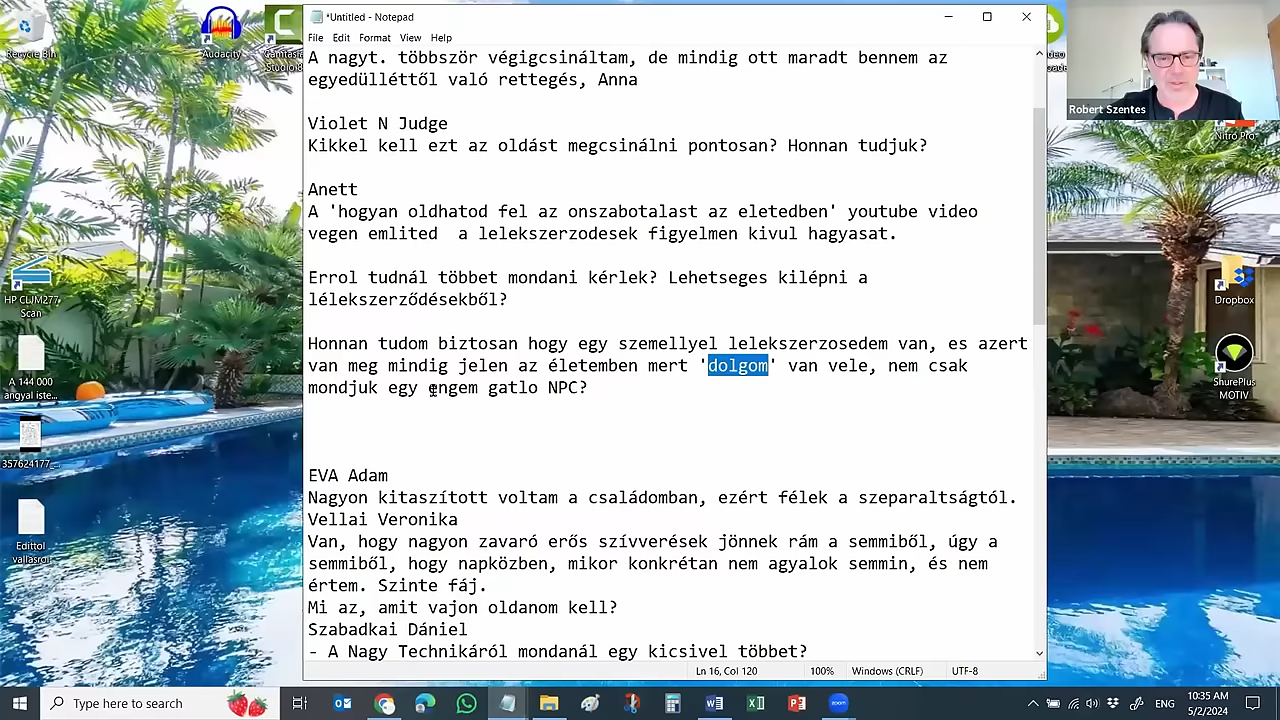 *Untitled - Notepad
File Edit Format View Help
A nagyt. többször végigcsináltam, de mindig ott maradt bennem az
egyedülléttől való rettegés, Anna
Violet N Judge
Kikkel kell ezt az oldást megcsinálni pontosan? Honnan tudjuk?
Anett
A 'hogyan oldhatod fel az onszabotalast az eletedben' youtube video
vegen emlited  a lelekszerzodesek figyelmen kivul hagyasat.
Errol tudnál többet mondani kérlek? Lehetseges kilépni a
lélekszerződésekből?
Honnan tudom biztosan hogy egy szemellyel lelekszerzosedem van, es azert
van meg mindig jelen az életemben mert 'dolgom' van vele, nem csak
mondjuk egy engem gatlo NPC?
EVA Adam
Nagyon kitaszított voltam a családomban, ezért félek a szeparaltságtól.
Vellai Veronika
Van, hogy nagyon zavaró erős szívverések jönnek rám a semmiből, úgy a
semmiből, hogy napközben, mikor konkrétan nem agyalok semmin, és nem
értem. Szinte fáj.
Mi az, amit vajon oldanom kell?
Szabadkai Dániel
- A Nagy Technikáról mondanál egy kicsivel többet?
Ln 16, Col 120
100%
Windows (CRLF)
UTF-8
Recycle Bin
Audacity
HP CLJM277
Scan
A 144 000
angyal iste...
357624177_...
Edittol
vallasrol
Robert Szentes
Nitro Pro
Dropbox
ShurePlus
MOTIV
Type here to search
ENG
10:35 AM
5/2/2024